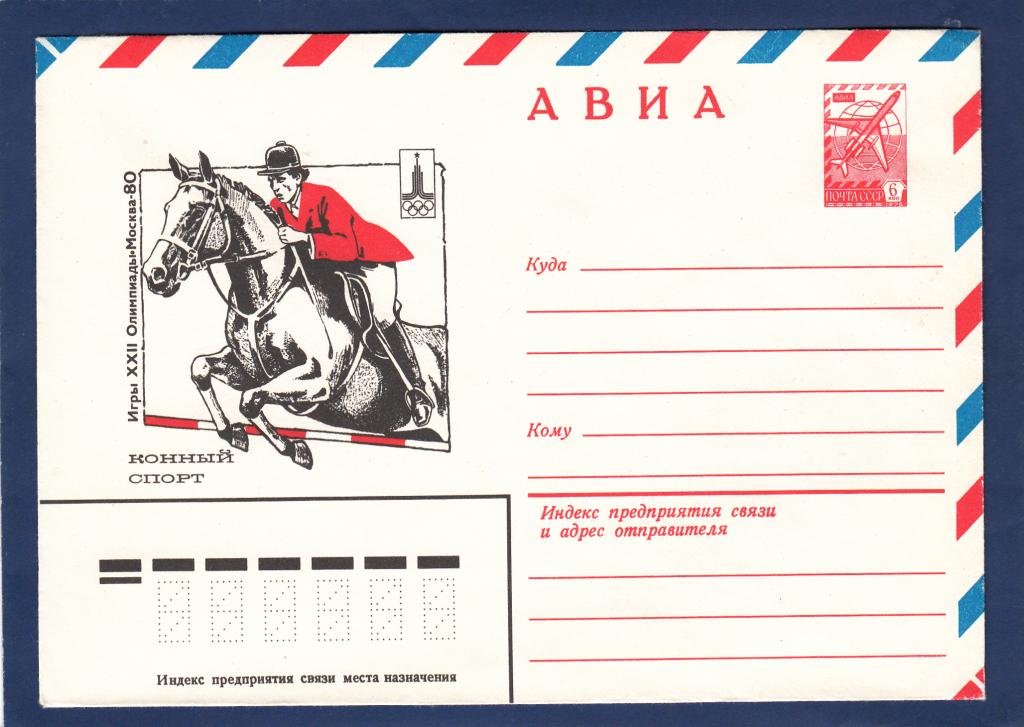 АВИА
АВИА
ПОЧТА СССР
6
КОП
Игры XXII Олимпиады•Москва-80
КОННЫЙ
СПОРТ
Куда
Кому
Индекс предприятия связи
и адрес отправителя
Индекс предприятия связи места назначения